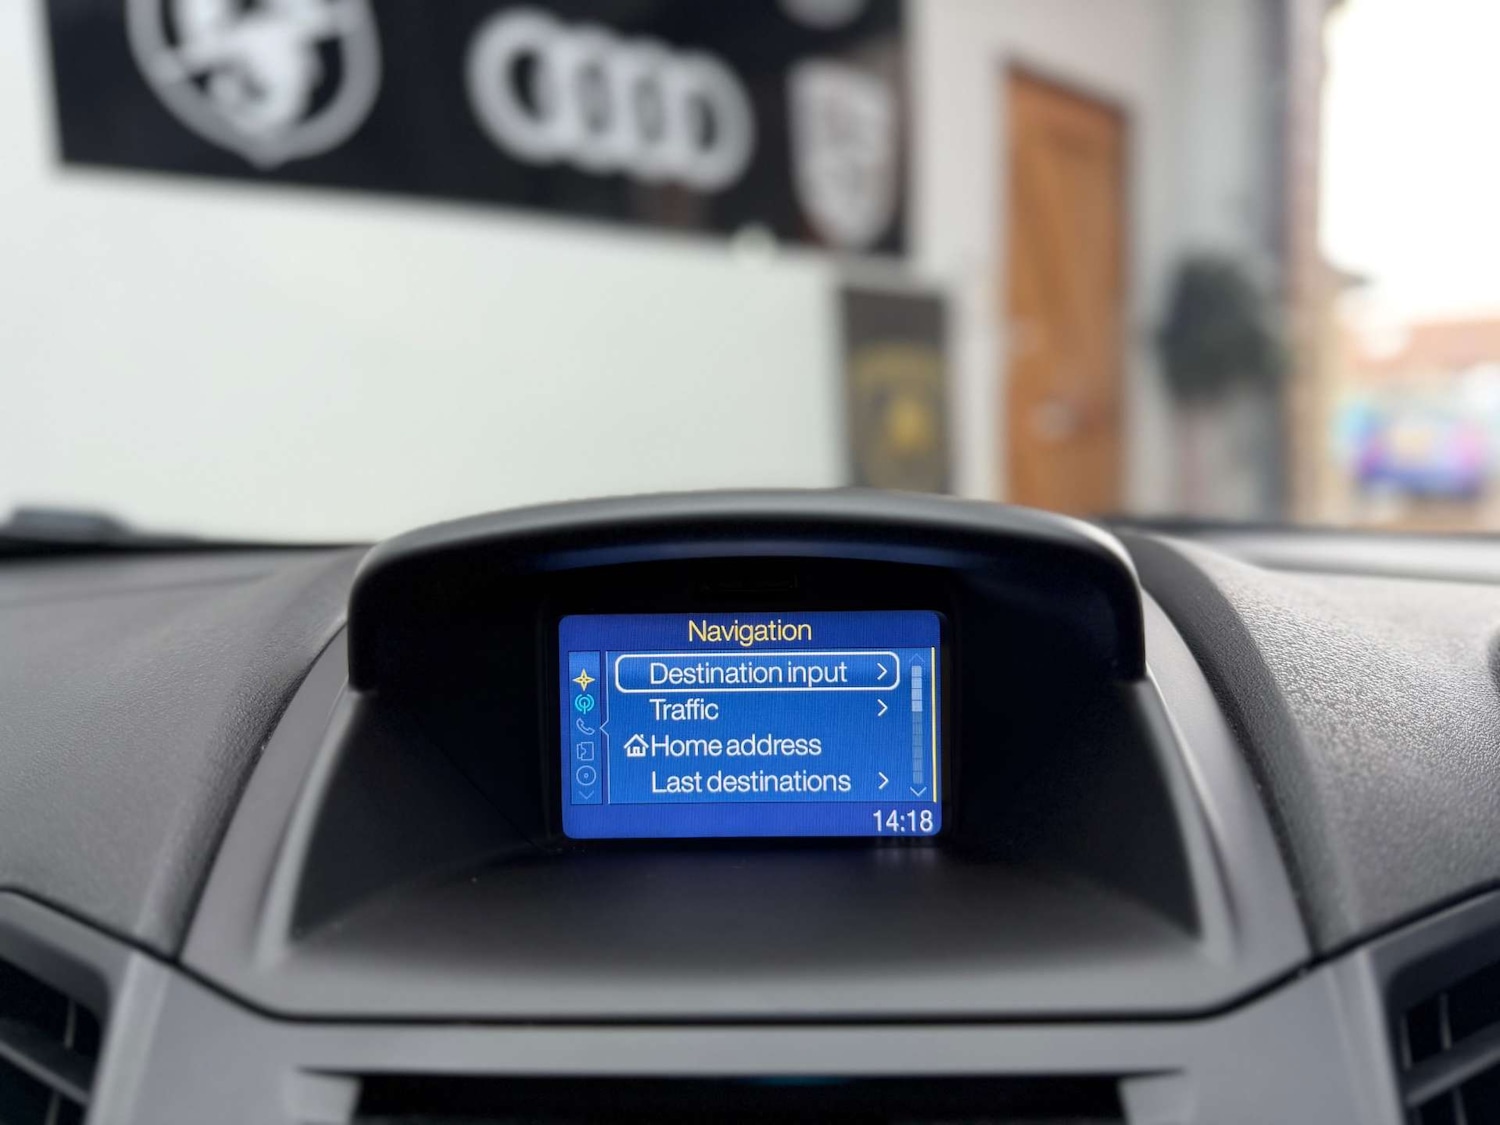 Navigation
Destination input
Traffic
Home address
Last destinations
14:18